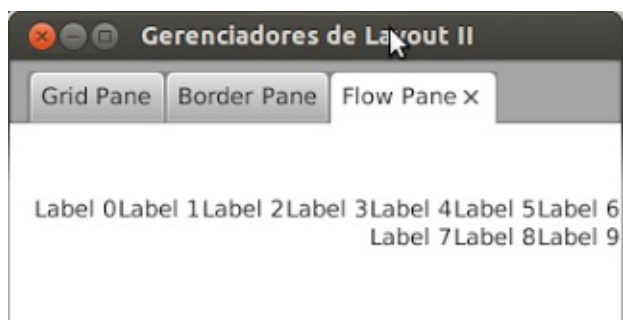 Gerenciadores de Layout II
Grid Pane Border Pane Flow Pane
Label 0Label 1Label 2Label 3Label 4Label 5Label 6
Label 7Label 8Label 9